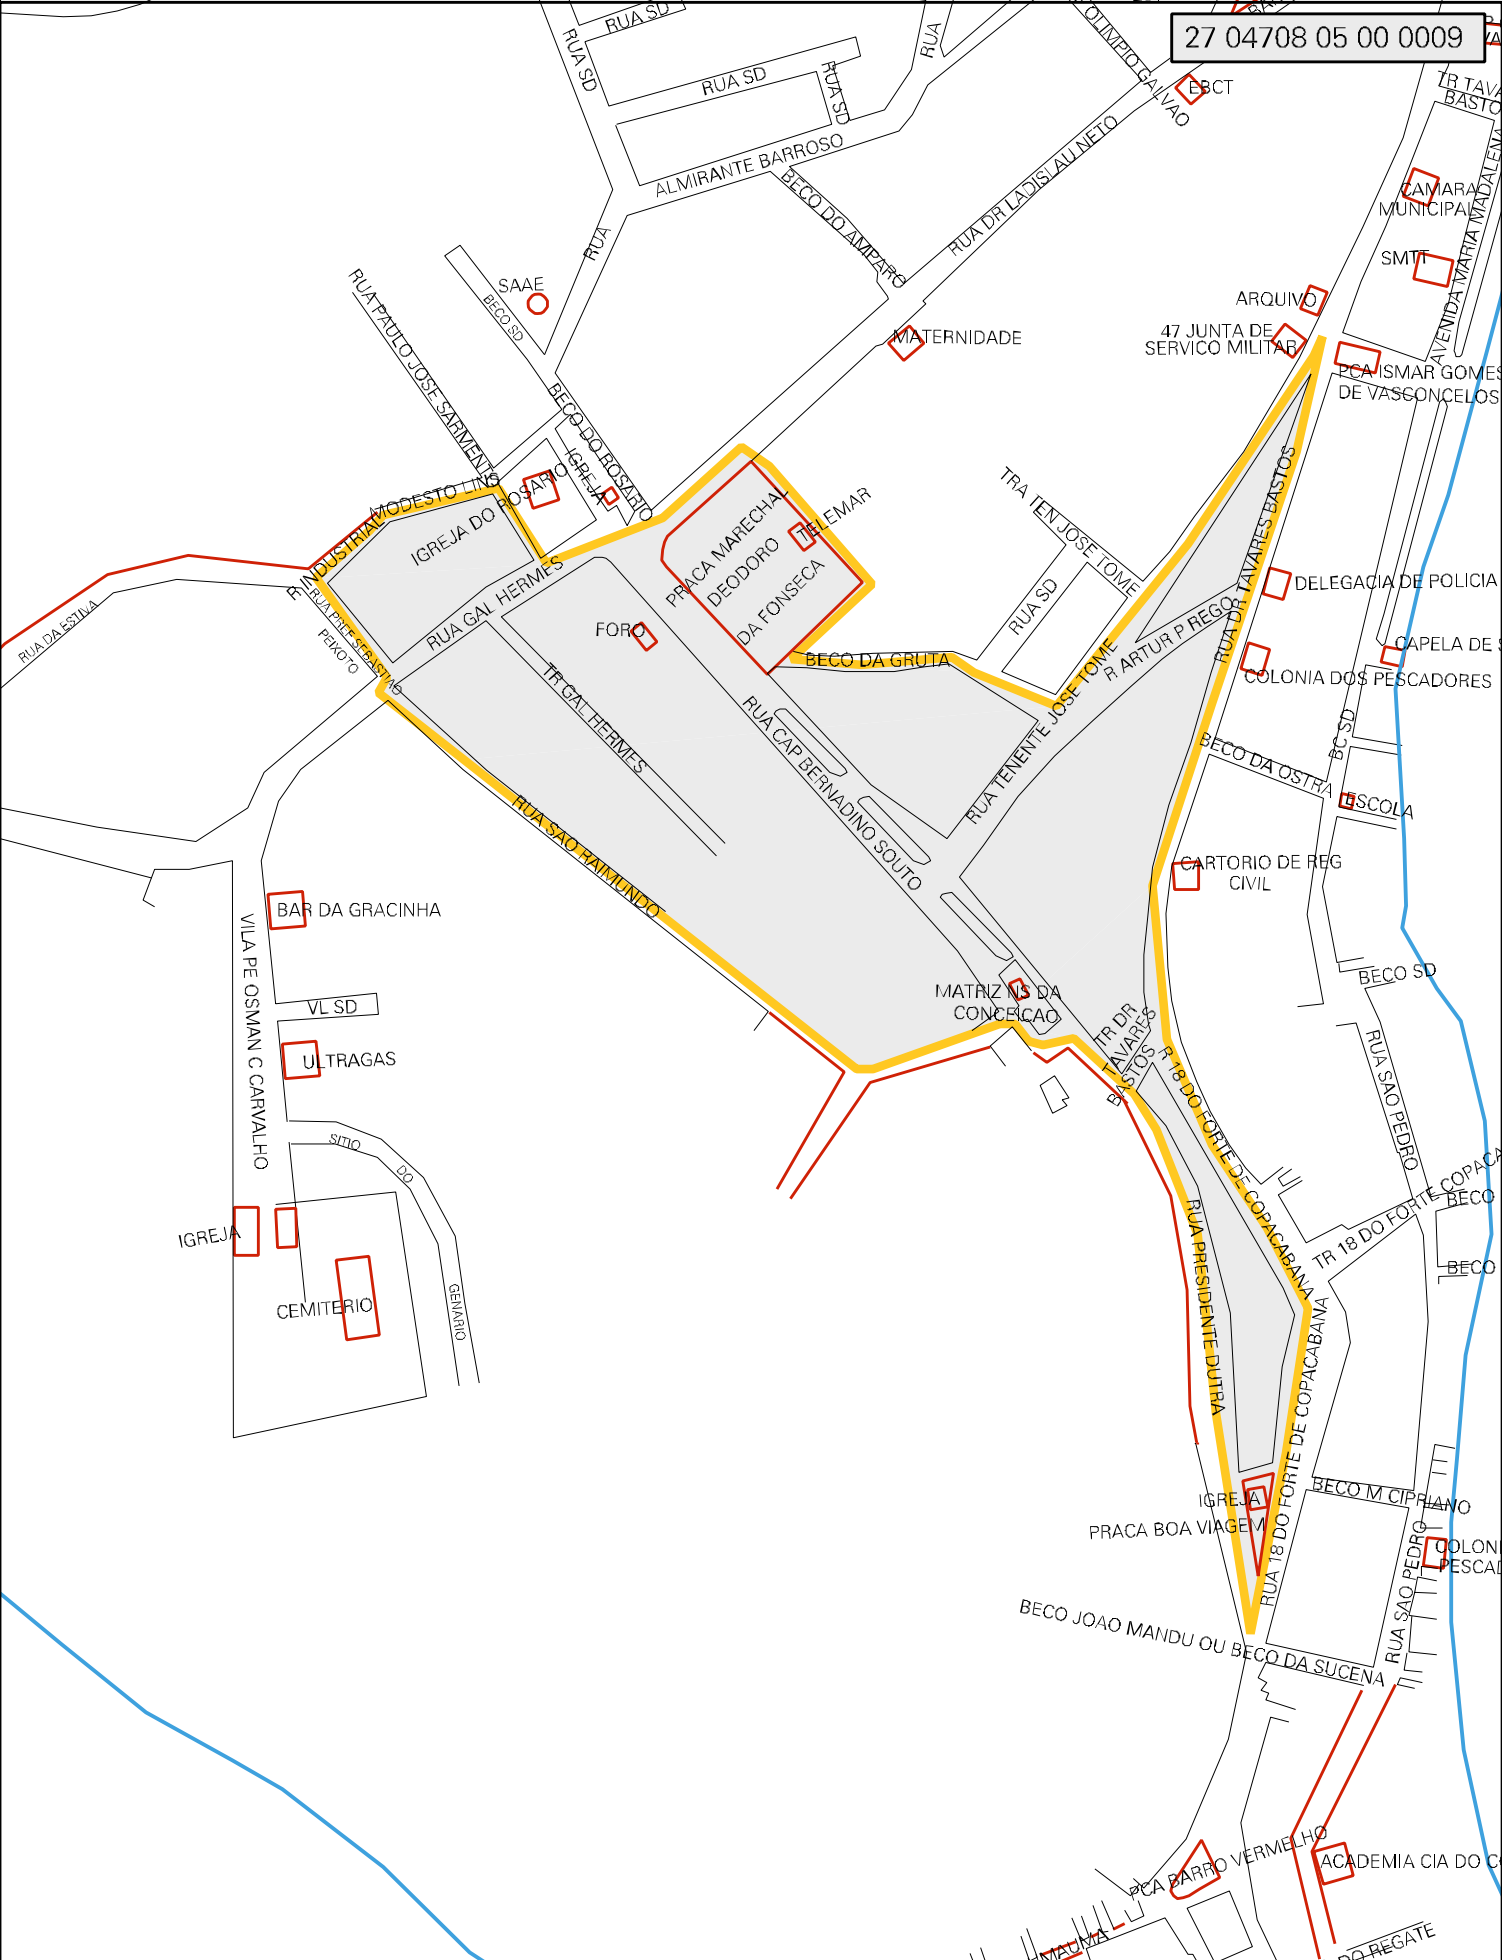 27 04708 05 00 0009
RUA SD
RUA SD
RUA SD
RUA SD
RUA
OLIMPIO GALVAO
EBCT
TR TAVA
BASTO
ALMIRANTE BARROSO
BECO DO AMPARO
RUA DR LADISLAU NETO
CAMARA
MUNICIPAL
AVENIDA MARIA MADALENA
SMTT
RUA
SAAE
BECO SD
RUA PAULO JOSE SARMENTO
ARQUIVO
47 JUNTA DE
SERVICO MILITAR
MATERNIDADE
PCA ISMAR GOMES
DE VASCONCELOS
BECO DO ROSARIO
IGREJA
MODESTO LINS
IGREJA DO ROSARIO
R INDUSTRIAL
TELEMAR
PRACA MARECHAL
DEODORO
DA FONSECA
TRA TEN JOSE TOME
RUA SD
RUA DR TAVARES BASTOS
DELEGACIA DE POLICIA
RUA DA ESTIVA
RUA PREF SEBASTIAO
PEIXOTO
RUA GAL HERMES
FORO
BECO DA GRUTA
R ARTUR P REGO
CAPELA DE S
COLONIA DOS PESCADORES
TR GAL HERMES
RUA CAP BERNADINO SOUTO
RUA TENENTE JOSE TOME
BC SD
BECO DA OSTRA
ESCOLA
RUA SAO RAIMUNDO
CARTORIO DE REG
CIVIL
BAR DA GRACINHA
VILA PE OSMAN C CARVALHO
VL SD
MATRIZ NS DA
CONCEICAO
BECO SD
TR DR
TAVARES
BASTOS
ULTRAGAS
RUA SAO PEDRO
R 18 DO FORTE DE COPACABANA
SITIO
DO
GENARIO
TR 18 DO FORTE COPACA
BECO
BECO
IGREJA
CEMITERIO
RUA PRESIDENTE DUTRA
RUA 18 DO FORTE DE COPACABANA
IGREJA
PRACA BOA VIAGEM
BECO M CIPRIANO
COLONI
PESCAD
RUA SAO PEDRO
BECO JOAO MANDU OU BECO DA SUCENA
PCA BARRO VERMELHO
ACADEMIA CIA DO CO
MAUMA
DO REGATE